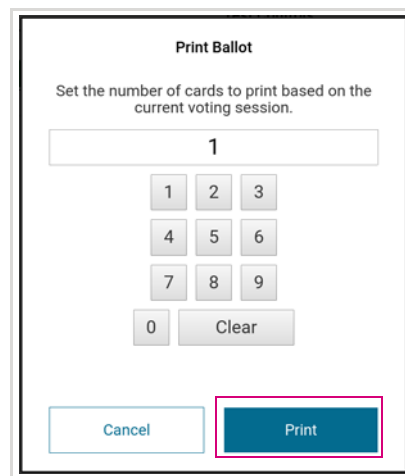 Print Ballot
Set the number of cards to print based on the
current voting session.
1
1 2 3
4 5 6
7 8 9
0 Clear
Cancel Print